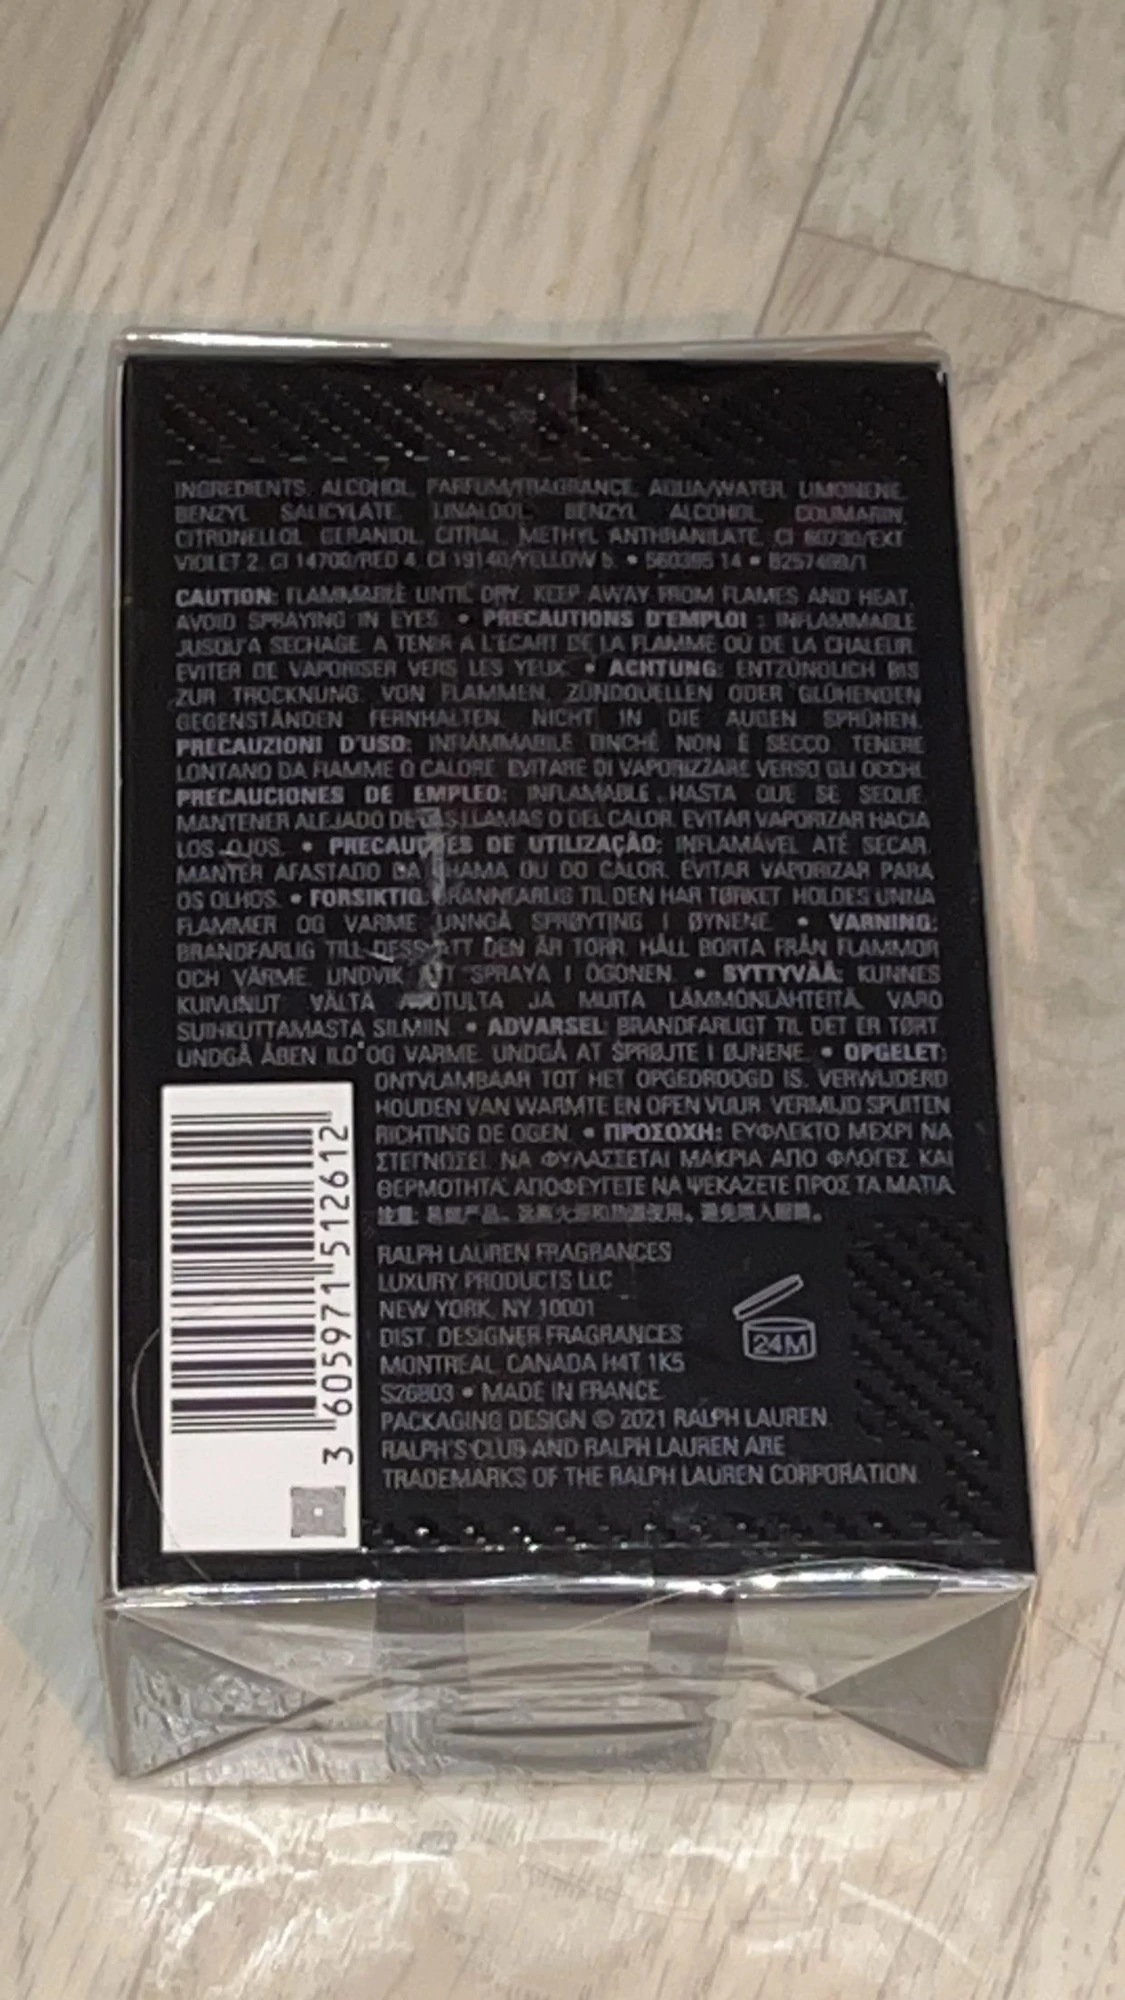 INGREDIENTS: ALCOHOL, PARFUM/FRAGRANCE, AQUA/WATER, LIMONENE,
BENZYL SALICYLATE, LINALOOL, BENZYL ALCOHOL, COUMARIN,
CITRONELLOL, GERANIOL, CITRAL, METHYL ANTHRANILATE, CI 60730/EXT.
VIOLET 2, CI 14700/RED 4, CI 19140/YELLOW 5. • 560395 14 •
CAUTION: FLAMMABLE UNTIL DRY. KEEP AWAY FROM FLAMES AND HEAT.
AVOID SPRAYING IN EYES. • PRECAUTIONS D'EMPLOI : INFLAMMABLE
JUSQU'A SECHAGE. A TENIR A L'ECART DE LA FLAMME OÙ DE LA CHALEUR.
EVITER DE VAPORISER VERS LES YEUX. • ACHTUNG: ENTZÜNDLICH BIS
ZUR TROCKNUNG. VON FLAMMEN, ZÜNDQUELLEN ODER GLÜHENDEN
GEGENSTÄNDEN FERNHALTEN. NICHT IN DIE AUGEN SPRÜHEN.
PRECAUZIONI D'USO: INFIAMMABILE FINCHÉ NON È SECCO. TENERE
LONTANO DA FIAMME O CALORE. EVITARE DI VAPORIZZARE VERSO GLI OCCHI.
PRECAUCIONES DE EMPLEO: INFLAMABLE HASTA QUE SE SEQUE.
MANTENER ALEJADO DE LAS LLAMAS O DEL CALOR. EVITAR VAPORIZAR HACIA
LOS OJOS. • PRECAUÇÕES DE UTILIZAÇÃO: INFLAMÁVEL ATÉ SECAR.
MANTER AFASTADO DA CHAMA OU DO CALOR. EVITAR VAPORIZAR PARA
OS OLHOS. • FORSIKTIG: BRANNFARLIG TIL DEN HAR TØRKET. HOLDES UNNA
FLAMMER OG VARME. UNNGÅ SPRØYTING I ØYNENE. • VARNING:
BRANDFARLIG TILL DESS ATT DEN ÄR TORR. HÅLL BORTA FRÅN FLAMMOR
OCH VÄRME. UNDVIK ATT SPRAYA I ÖGONEN. • SYTTYVÄÄ: KUNNES
KUIVUNUT. VÄLTÄ AVOTULTA JA MUITA LÄMMÖNLÄHTEITÄ. VARO
SUIHKUTTAMASTA SILMIIN. • ADVARSEL: BRANDFARLIGT TIL DET ER TØRT.
UNDGÅ ÅBEN ILD OG VARME. UNDGÅ AT SPRØJTE I ØJNENE. • OPGELET:
ONTVLAMBAAR TOT HET OPGEDROOGD IS. VERWIJDERD
HOUDEN VAN WARMTE EN OPEN VUUR. VERMIJD SPUITEN
RICHTING DE OGEN. • ΠΡΟΣΟΧΗ: ΕΥΦΛΕΚΤΟ ΜΕΧΡΙ ΝΑ
ΣΤΕΓΝΩΣΕΙ. ΝΑ ΦΥΛΑΣΣΕΤΑΙ ΜΑΚΡΙΑ ΑΠΟ ΦΛΟΓΕΣ ΚΑΙ
ΘΕΡΜΟΤΗΤΑ. ΑΠΟΦΕΥΓΕΤΕ ΝΑ ΨΕΚΑΖΕΤΕ ΠΡΟΣ ΤΑ ΜΑΤΙΑ.
RALPH LAUREN FRAGRANCES
LUXURY PRODUCTS LLC
NEW YORK, NY 10001
DIST. DESIGNER FRAGRANCES
MONTREAL, CANADA H4T 1K5
S26803 • MADE IN FRANCE
PACKAGING DESIGN © 2021 RALPH LAUREN.
RALPH'S CLUB AND RALPH LAUREN ARE
TRADEMARKS OF THE RALPH LAUREN CORPORATION
24M
3 605971 512612